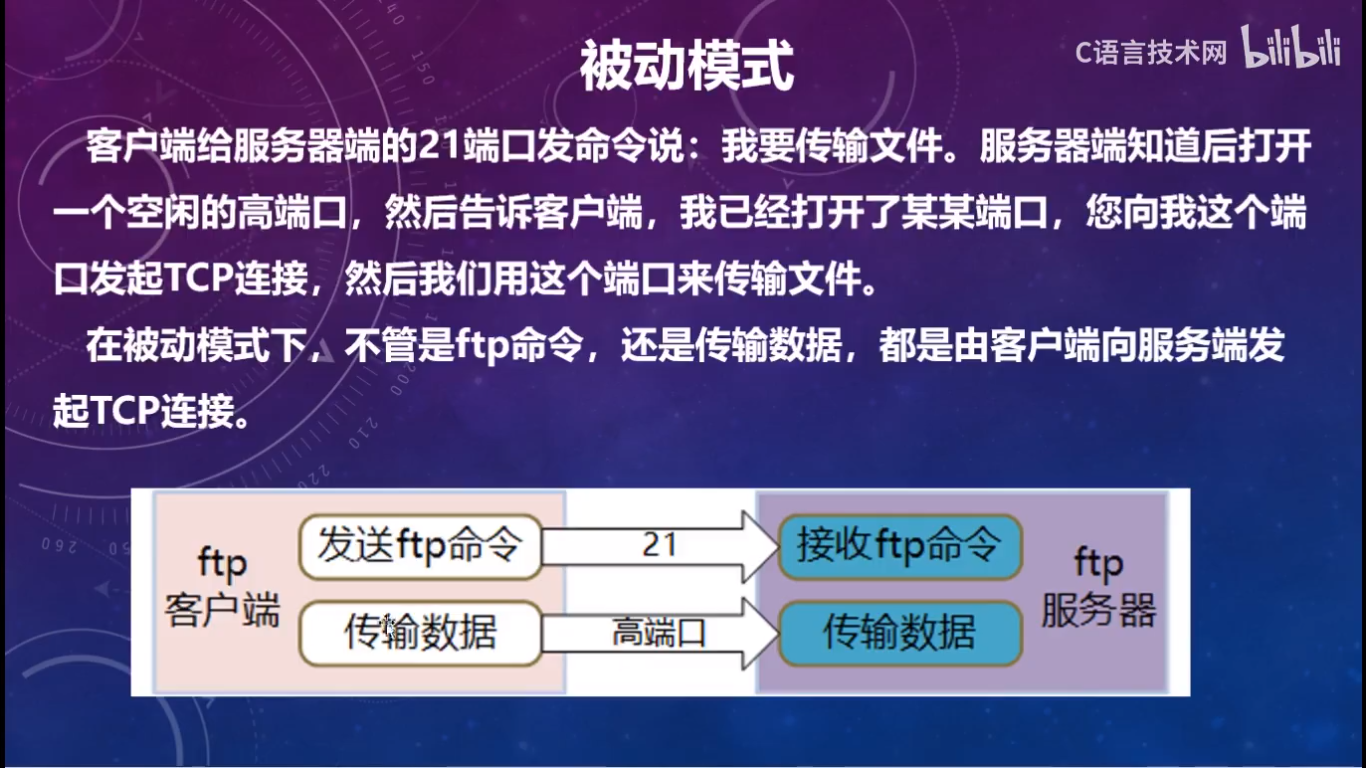 被动模式
C语言技术网 bilibili
客户端给服务器端的21端口发命令说：我要传输文件。服务器端知道后打开
一个空闲的高端口，然后告诉客户端，我已经打开了某某端口，您向我这个端
口发起TCP连接，然后我们用这个端口来传输文件。
在被动模式下，不管是ftp命令，还是传输数据，都是由客户端向服务端发
起TCP连接。
140
150
200
210
220
260
ftp
客户端
发送ftp命令
21
接收ftp命令
传输数据
高端口
传输数据
ftp
服务器